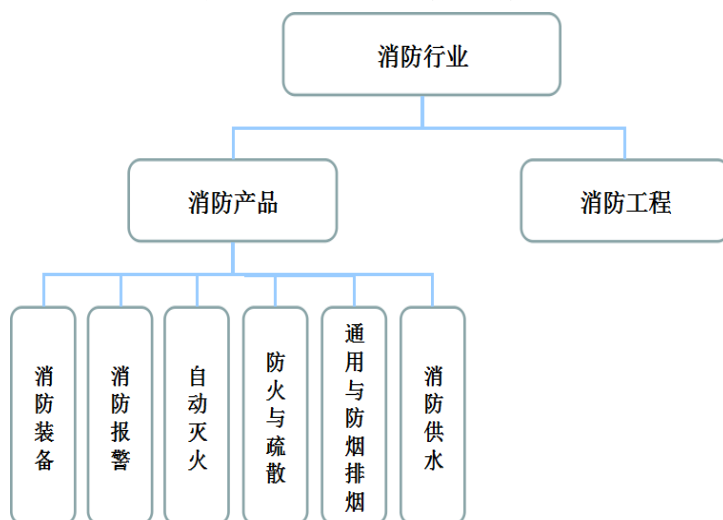 消防行业
消防产品
消防工程
消防装备
消防报警
自动灭火
防火与疏散
通用与防烟排烟
消防供水